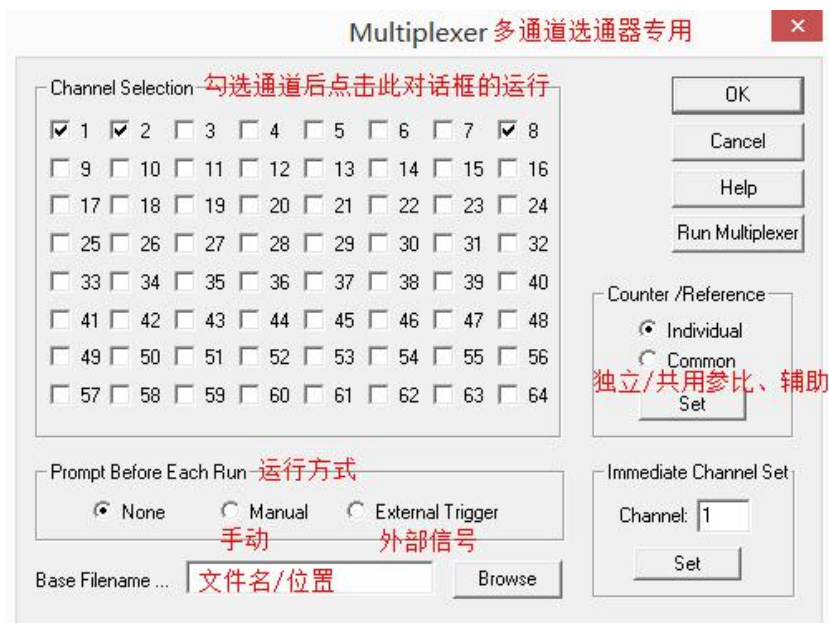 Multiplexer 多通道选通器专用
Channel Selection 勾选通道后点击此对话框的运行
1 2 3 4 5 6 7 8
9 10 11 12 13 14 15 16
17 18 19 20 21 22 23 24
25 26 27 28 29 30 31 32
33 34 35 36 37 38 39 40
41 42 43 44 45 46 47 48
49 50 51 52 53 54 55 56
57 58 59 60 61 62 63 64
OK
Cancel
Help
Run Multiplexer
Counter /Reference
Individual
Common
独立/共用参比、辅助
Set
Prompt Before Each Run 运行方式
None Manual External Trigger
手动 外部信号
Base Filename ... 文件名/位置 Browse
Immediate Channel Set
Channel: 1
Set